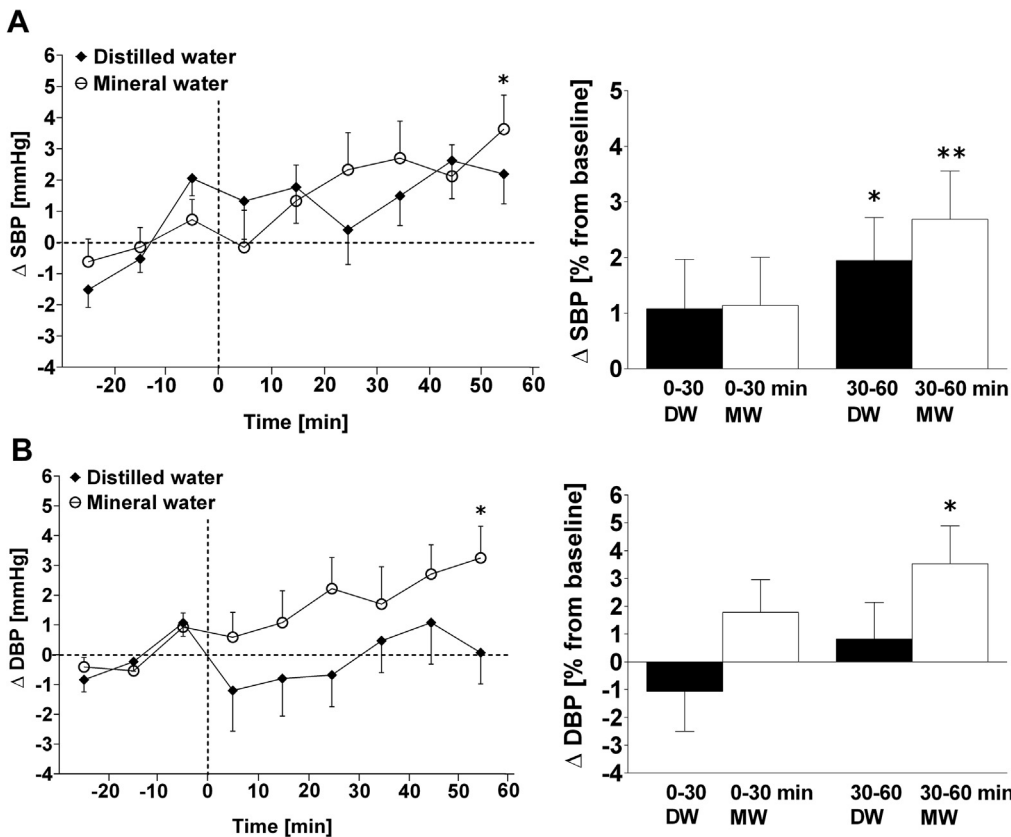 A
◆ Distilled water
⊖ Mineral water
Δ SBP [mmHg]
6
5
4
3
2
1
0
-1
-2
-3
-4
*
-20 -10 0 10 20 30 40 50 60
Time [min]
Δ SBP [% from baseline]
5
4
3
2
1
0
*
**
0-30 0-30 min 30-60 30-60 min
DW MW DW MW
B
◆ Distilled water
⊖ Mineral water
Δ DBP [mmHg]
6
5
4
3
2
1
0
-1
-2
-3
-4
*
-20 -10 0 10 20 30 40 50 60
Time [min]
Δ DBP [% from baseline]
6
5
4
3
2
1
0
-1
-2
-3
-4
*
0-30 0-30 min 30-60 30-60 min
DW MW DW MW